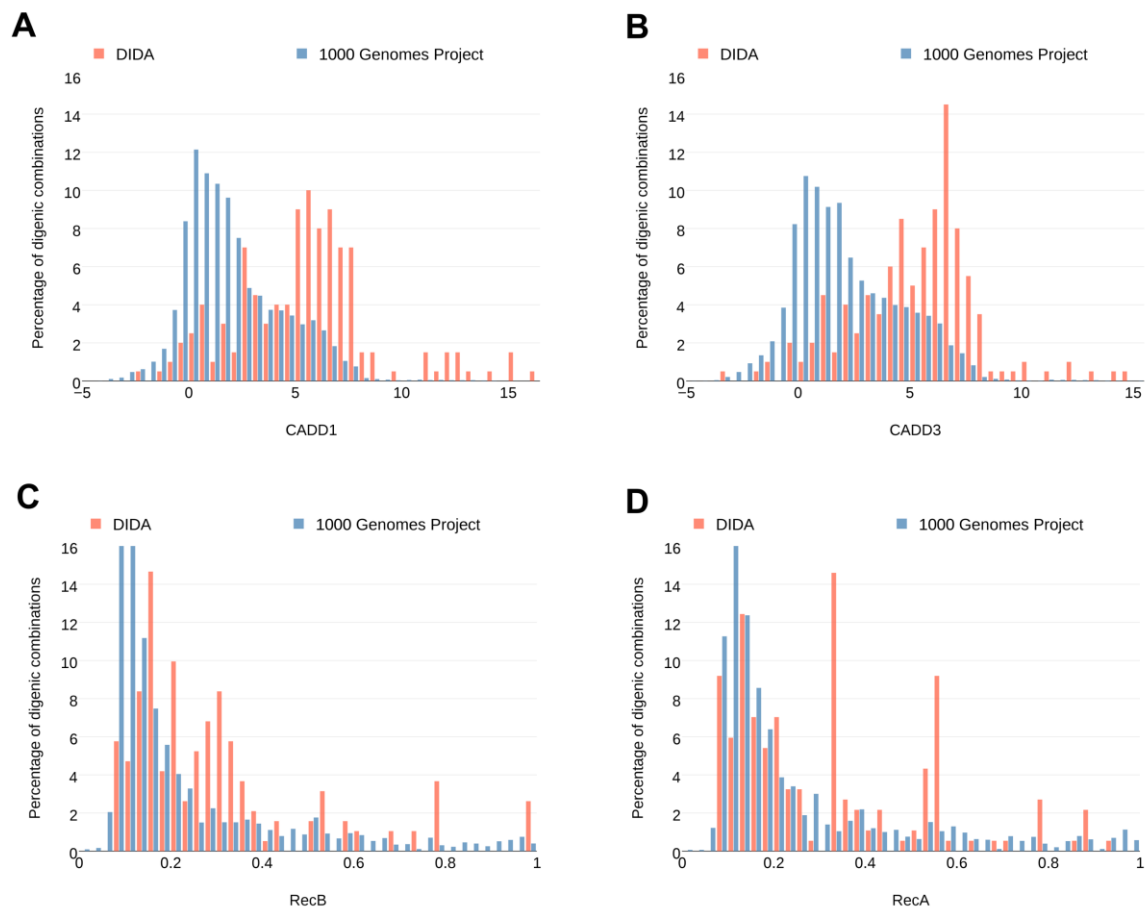 A
DIDA 1000 Genomes Project
Percentage of digenic combinations
16
14
12
10
8
6
4
2
0
−5 0 5 10 15
CADD1
B
DIDA 1000 Genomes Project
Percentage of digenic combinations
16
14
12
10
8
6
4
2
0
−5 0 5 10 15
CADD3
C
DIDA 1000 Genomes Project
Percentage of digenic combinations
16
14
12
10
8
6
4
2
0
0 0.2 0.4 0.6 0.8 1
RecB
D
DIDA 1000 Genomes Project
Percentage of digenic combinations
16
14
12
10
8
6
4
2
0
0 0.2 0.4 0.6 0.8 1
RecA